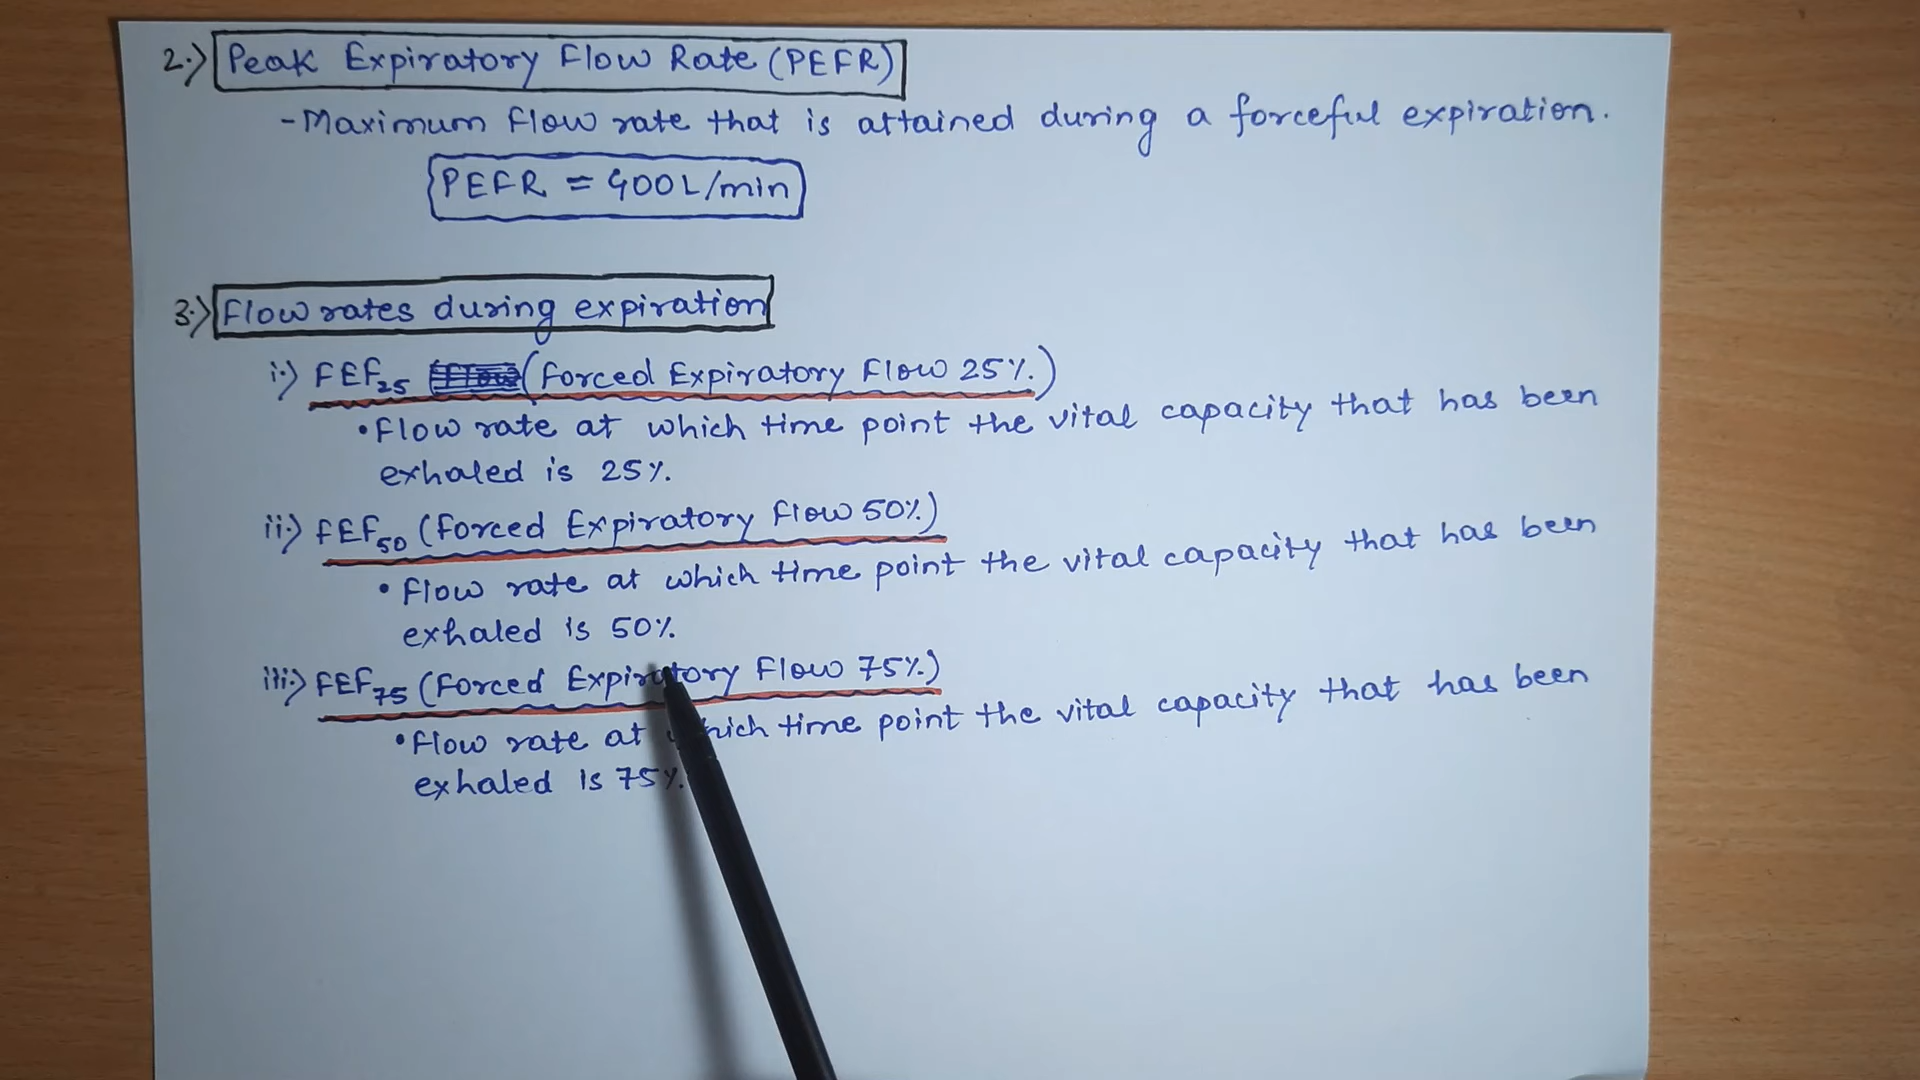 2.) Peak Expiratory Flow Rate (PEFR)
- Maximum flow rate that is attained during a forceful expiration.
PEFR = 400L/min
3.) Flow rates during expiration
i.) FEF25 (Forced Expiratory Flow 25%.)
• Flow rate at which time point the vital capacity that has been
exhaled is 25%.
ii.) FEF50 (Forced Expiratory Flow 50%)
• Flow rate at which time point the vital capacity that has been
exhaled is 50%.
iii.) FEF75 (Forced Expiratory Flow 75%.)
• Flow rate at which time point the vital capacity that has been
exhaled is 75%.